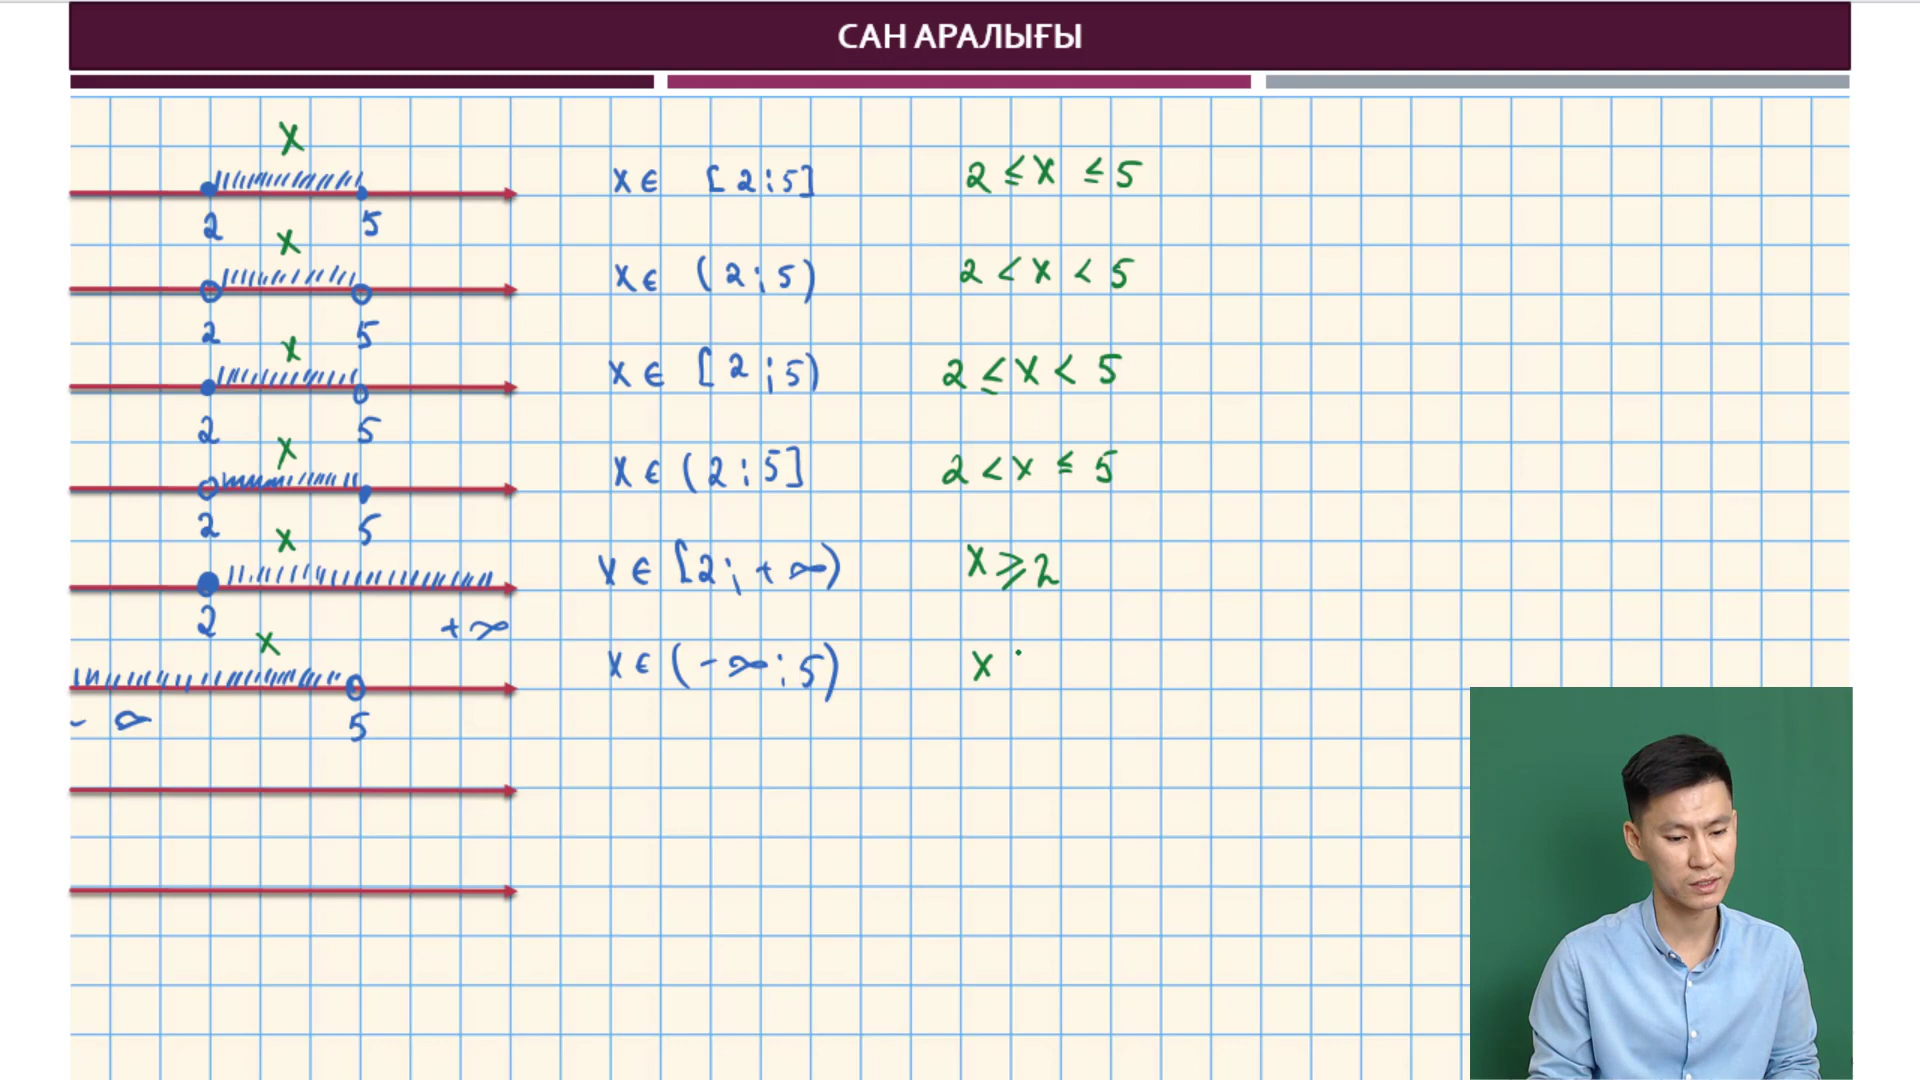 САН АРАЛЫҒЫ
x
2 5 x ∈ [2;5] 2 ≤ x ≤ 5
x
2 5 x ∈ (2;5) 2 < x < 5
x
2 5 x ∈ [2;5) 2 ≤ x < 5
x
2 5 x ∈ (2;5] 2 < x ≤ 5
x
2 +∞ x ∈ [2;+∞) x ⩾ 2
x
-∞ 5 x ∈ (-∞;5) x